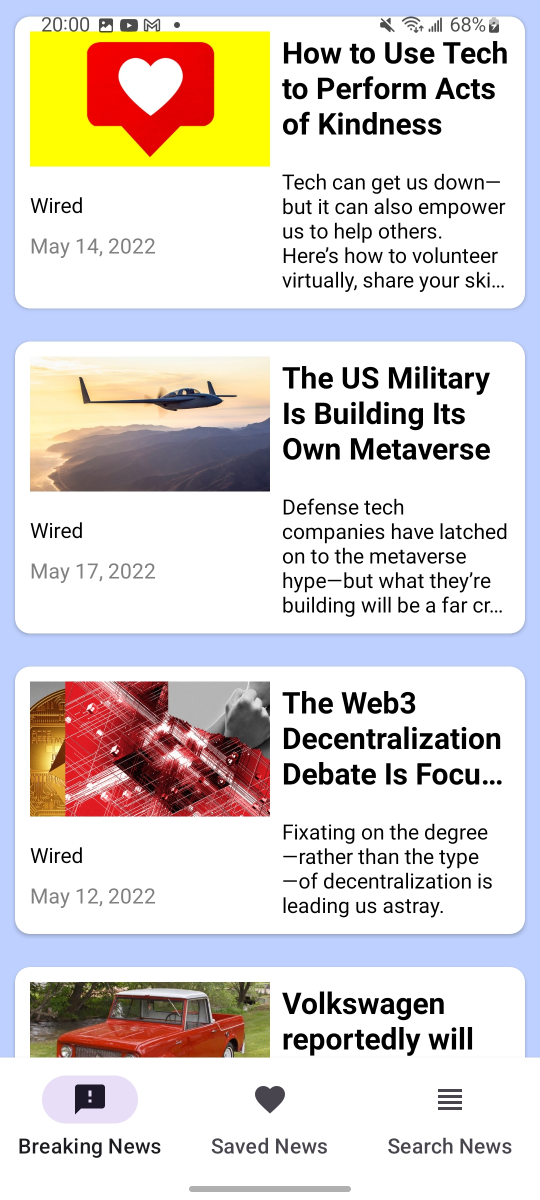 20:00
68%
How to Use Tech
to Perform Acts
of Kindness
Tech can get us down—
but it can also empower
us to help others.
Here’s how to volunteer
virtually, share your ski…
Wired
May 14, 2022
The US Military
Is Building Its
Own Metaverse
Defense tech
companies have latched
on to the metaverse
hype—but what they’re
building will be a far cr…
Wired
May 17, 2022
The Web3
Decentralization
Debate Is Focu…
Fixating on the degree
—rather than the type
—of decentralization is
leading us astray.
Wired
May 12, 2022
Volkswagen
reportedly will
Breaking News
Saved News
Search News